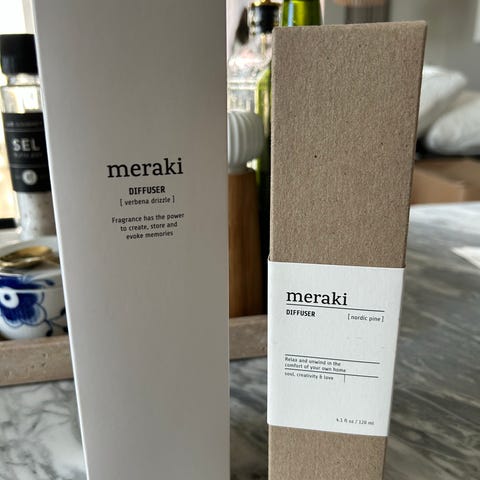 SEL
meraki
DIFFUSER
[ verbena drizzle ]
Fragrance has the power
to create, store and
evoke memories
meraki
DIFFUSER [ nordic pine ]
Relax and unwind in the
comfort of your own home
soul, creativity & love
4.1 fl oz / 120 ml